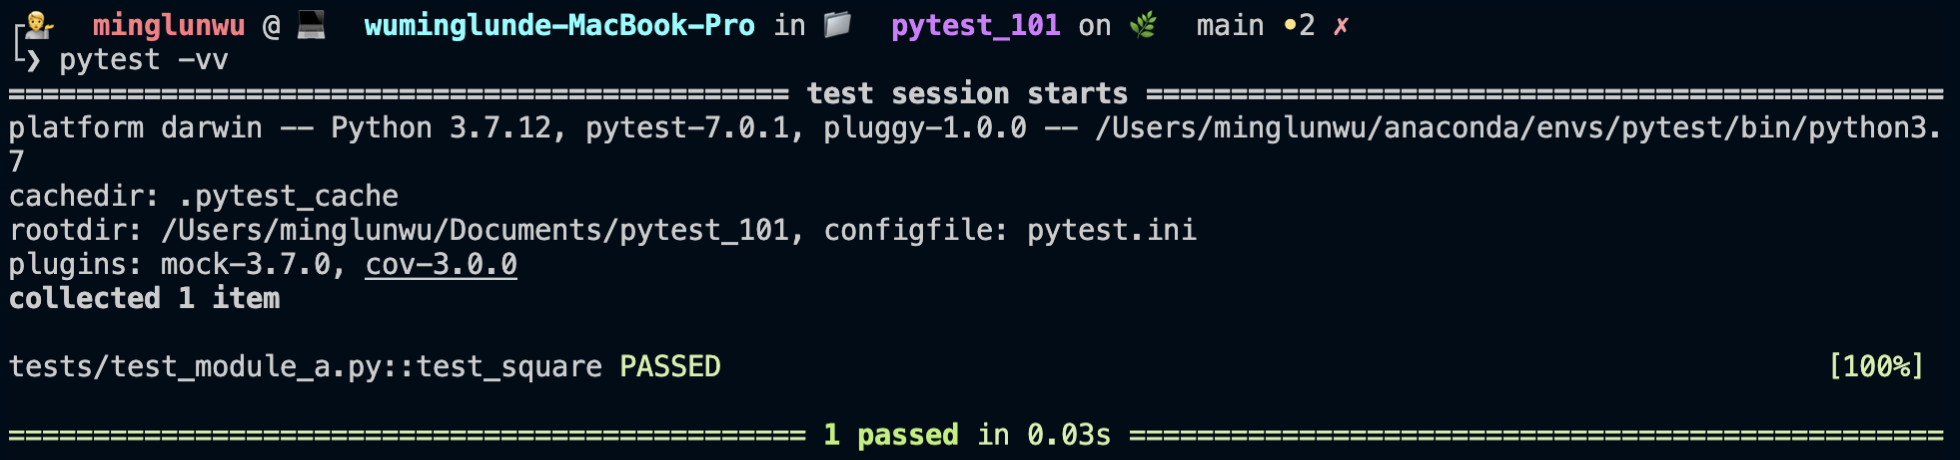 minglunwu @ wuminglunde-MacBook-Pro in pytest_101 on main •2 ✗
❯ pytest -vv
============================================== test session starts ===============================================
platform darwin -- Python 3.7.12, pytest-7.0.1, pluggy-1.0.0 -- /Users/minglunwu/anaconda/envs/pytest/bin/python3.
7
cachedir: .pytest_cache
rootdir: /Users/minglunwu/Documents/pytest_101, configfile: pytest.ini
plugins: mock-3.7.0, cov-3.0.0
collected 1 item
tests/test_module_a.py::test_square PASSED [100%]
=============================================== 1 passed in 0.03s ================================================